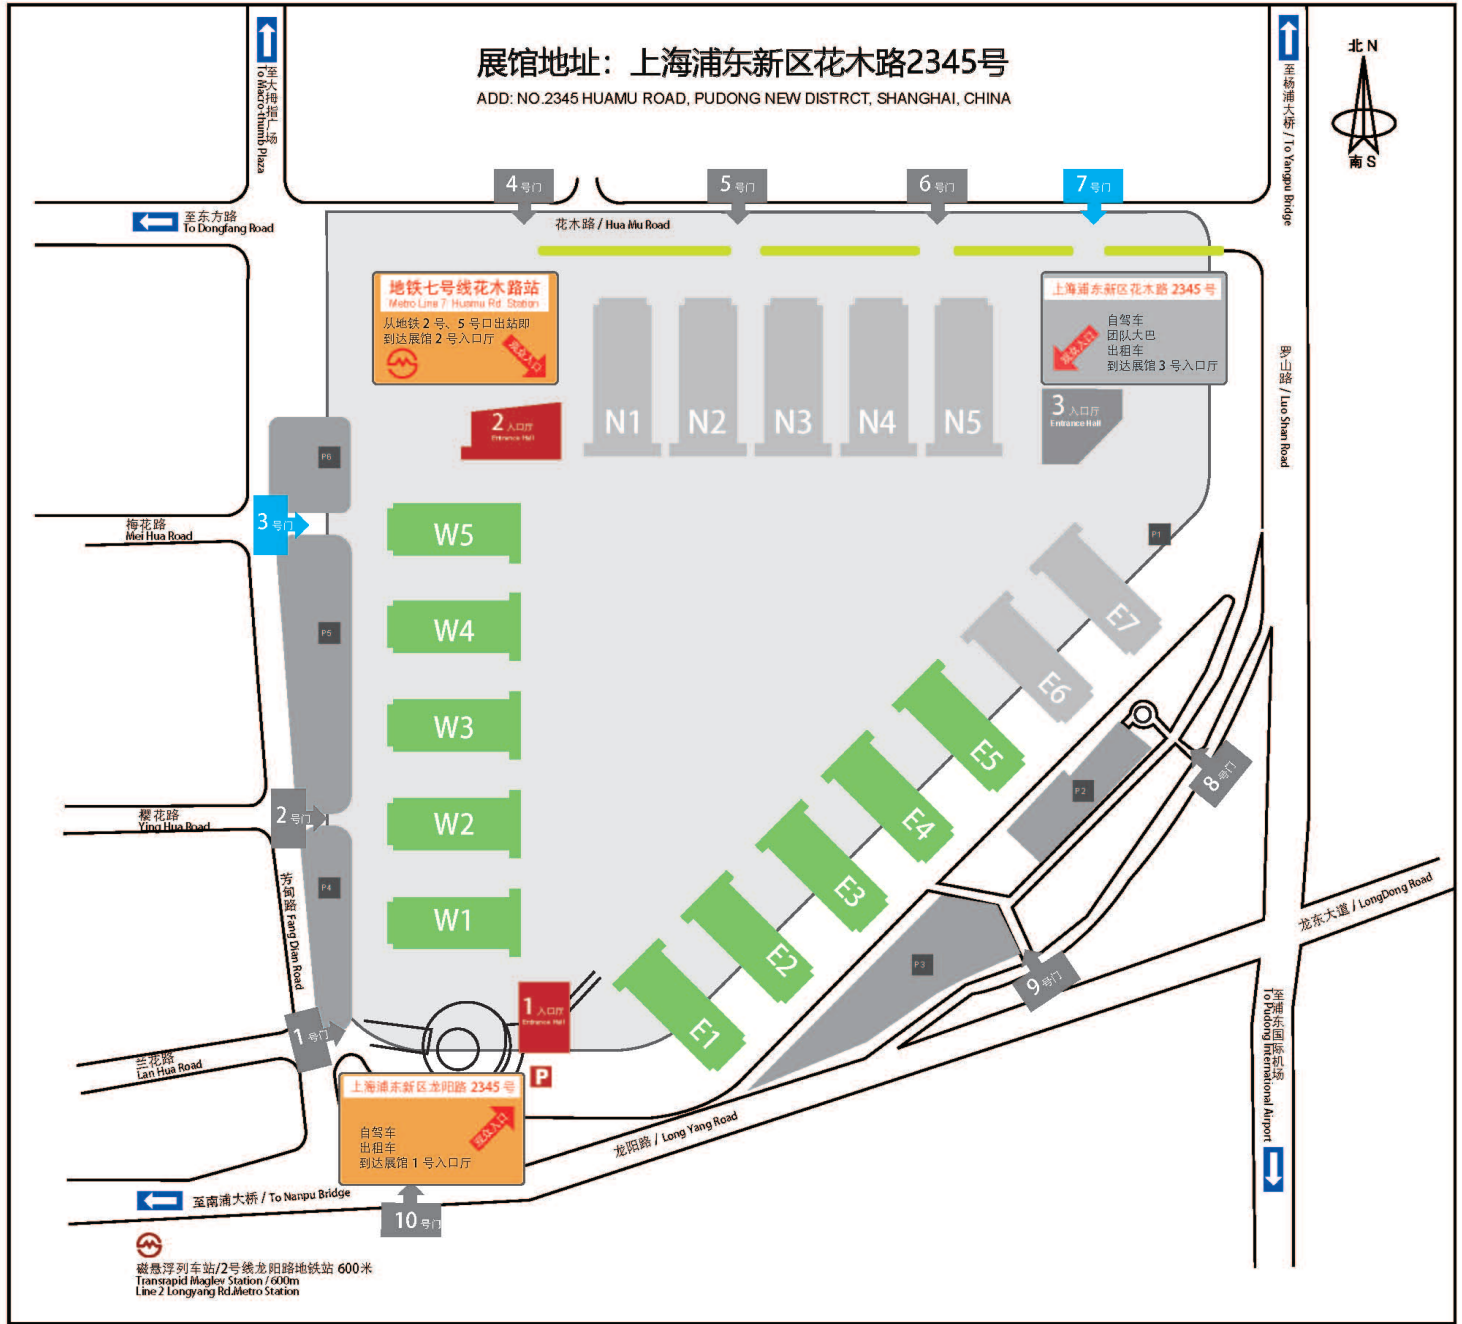 展馆地址：上海浦东新区花木路2345号
ADD: NO.2345 HUAMU ROAD, PUDONG NEW DISTRCT, SHANGHAI, CHINA
北 N
南 S
至大拇指广场
To Macro-thumb Plaza
至杨浦大桥 / To Yangpu Bridge
至东方路
To Dongfang Road
4 号门
5 号门
6 号门
7 号门
花木路 / Hua Mu Road
地铁七号线花木路站
Metro Line 7 Huamu Rd Station
从地铁 2 号、5 号口出站即
到达展馆 2 号入口厅
观众入口
上海浦东新区花木路 2345 号
自驾车
团队大巴
出租车
到达展馆 3 号入口厅
观众入口
2 入口厅
Entrance Hall
N1
N2
N3
N4
N5
3 入口厅
Entrance Hall
罗山路 / Luo Shan Road
P6
3 号门
梅花路
Mei Hua Road
W5
P1
P5
W4
E7
E6
W3
E5
8 号门
P2
2 号门
樱花路
Ying Hua Road
W2
E4
P4
芳甸路 Fang Dian Road
W1
E3
龙东大道 / LongDong Road
E2
P3
9 号门
1 入口厅
Entrance Hall
E1
1 号门
兰花路
Lan Hua Road
P
至浦东国际机场
To Pudong International Airport
上海浦东新区龙阳路 2345 号
自驾车
出租车
到达展馆 1 号入口厅
观众入口
龙阳路 / Long Yang Road
至南浦大桥 / To Nanpu Bridge
10 号门
磁悬浮列车站/2号线龙阳路地铁站 600米
Transrapid Maglev Station / 600m
Line 2 Longyang Rd.Metro Station